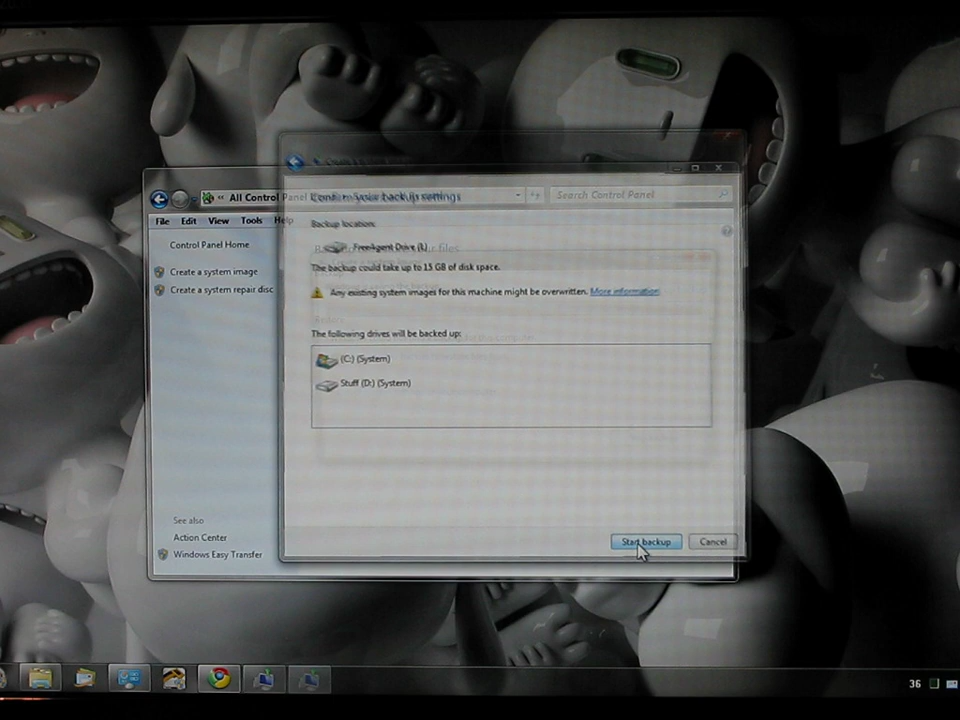 « All Control Panel
Confirm your backup settings
Search Control Panel
File Edit View Tools Help
Control Panel Home
Backup location:
FreeAgent Drive (L)
Create a system image
The backup could take up to 15 GB of disk space.
Create a system repair disc
Any existing system images for this machine might be overwritten. More information
The following drives will be backed up:
(C:) (System)
Stuff (D:) (System)
See also
Action Center
Windows Easy Transfer
Start backup Cancel
36